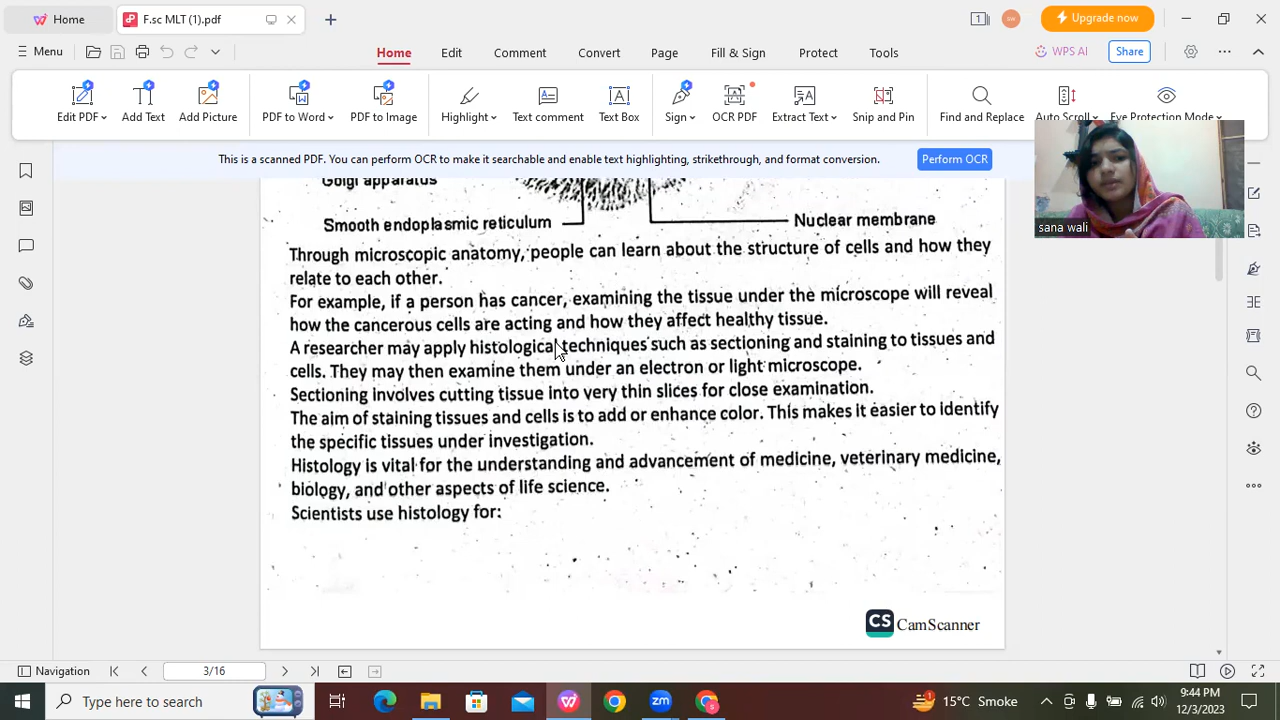 Home
F.sc MLT (1).pdf
1
SW
Upgrade now
Menu
Home
Edit
Comment
Convert
Page
Fill & Sign
Protect
Tools
WPS AI
Share
Edit PDF
Add Text
Add Picture
PDF to Word
PDF to Image
Highlight
Text comment
Text Box
Sign
OCR PDF
Extract Text
Snip and Pin
Find and Replace
Auto Scroll
Eye Protection Mode
This is a scanned PDF. You can perform OCR to make it searchable and enable text highlighting, strikethrough, and format conversion.
Perform OCR
Golgi apparatus
Smooth endoplasmic reticulum
Nuclear membrane
sana wali
Through microscopic anatomy, people can learn about the structure of cells and how they
relate to each other.
For example, if a person has cancer, examining the tissue under the microscope will reveal
how the cancerous cells are acting and how they affect healthy tissue.
A researcher may apply histological techniques such as sectioning and staining to tissues and
cells. They may then examine them under an electron or light microscope.
Sectioning involves cutting tissue into very thin slices for close examination.
The aim of staining tissues and cells is to add or enhance color. This makes it easier to identify
the specific tissues under investigation.
Histology is vital for the understanding and advancement of medicine, veterinary medicine,
biology, and other aspects of life science.
Scientists use histology for:
CS CamScanner
Navigation
3/16
Type here to search
15°C Smoke
9:44 PM
12/3/2023